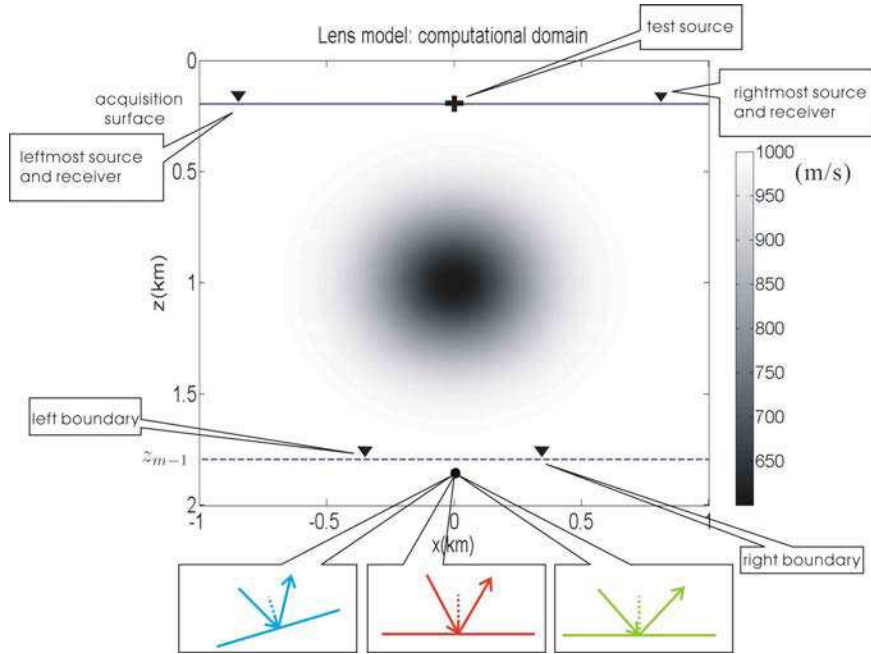 Lens model: computational domain
test source
acquisition
surface
rightmost source
and receiver
leftmost source
and receiver
0
0.5
1
1.5
2
z(km)
-1
-0.5
0
0.5
1
x(km)
1000
950
900
850
800
750
700
650
(m/s)
left boundary
z_{m-1}
right boundary